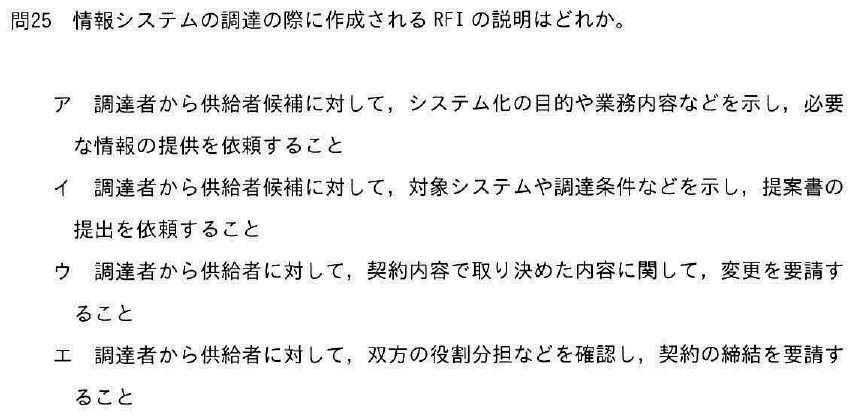 問25 情報システムの調達の際に作成される RFI の説明はどれか。
ア 調達者から供給者候補に対して，システム化の目的や業務内容などを示し，必要
な情報の提供を依頼すること
イ 調達者から供給者候補に対して，対象システムや調達条件などを示し，提案書の
提出を依頼すること
ウ 調達者から供給者に対して，契約内容で取り決めた内容に関して，変更を要請す
ること
エ 調達者から供給者に対して，双方の役割分担などを確認し，契約の締結を要請す
ること